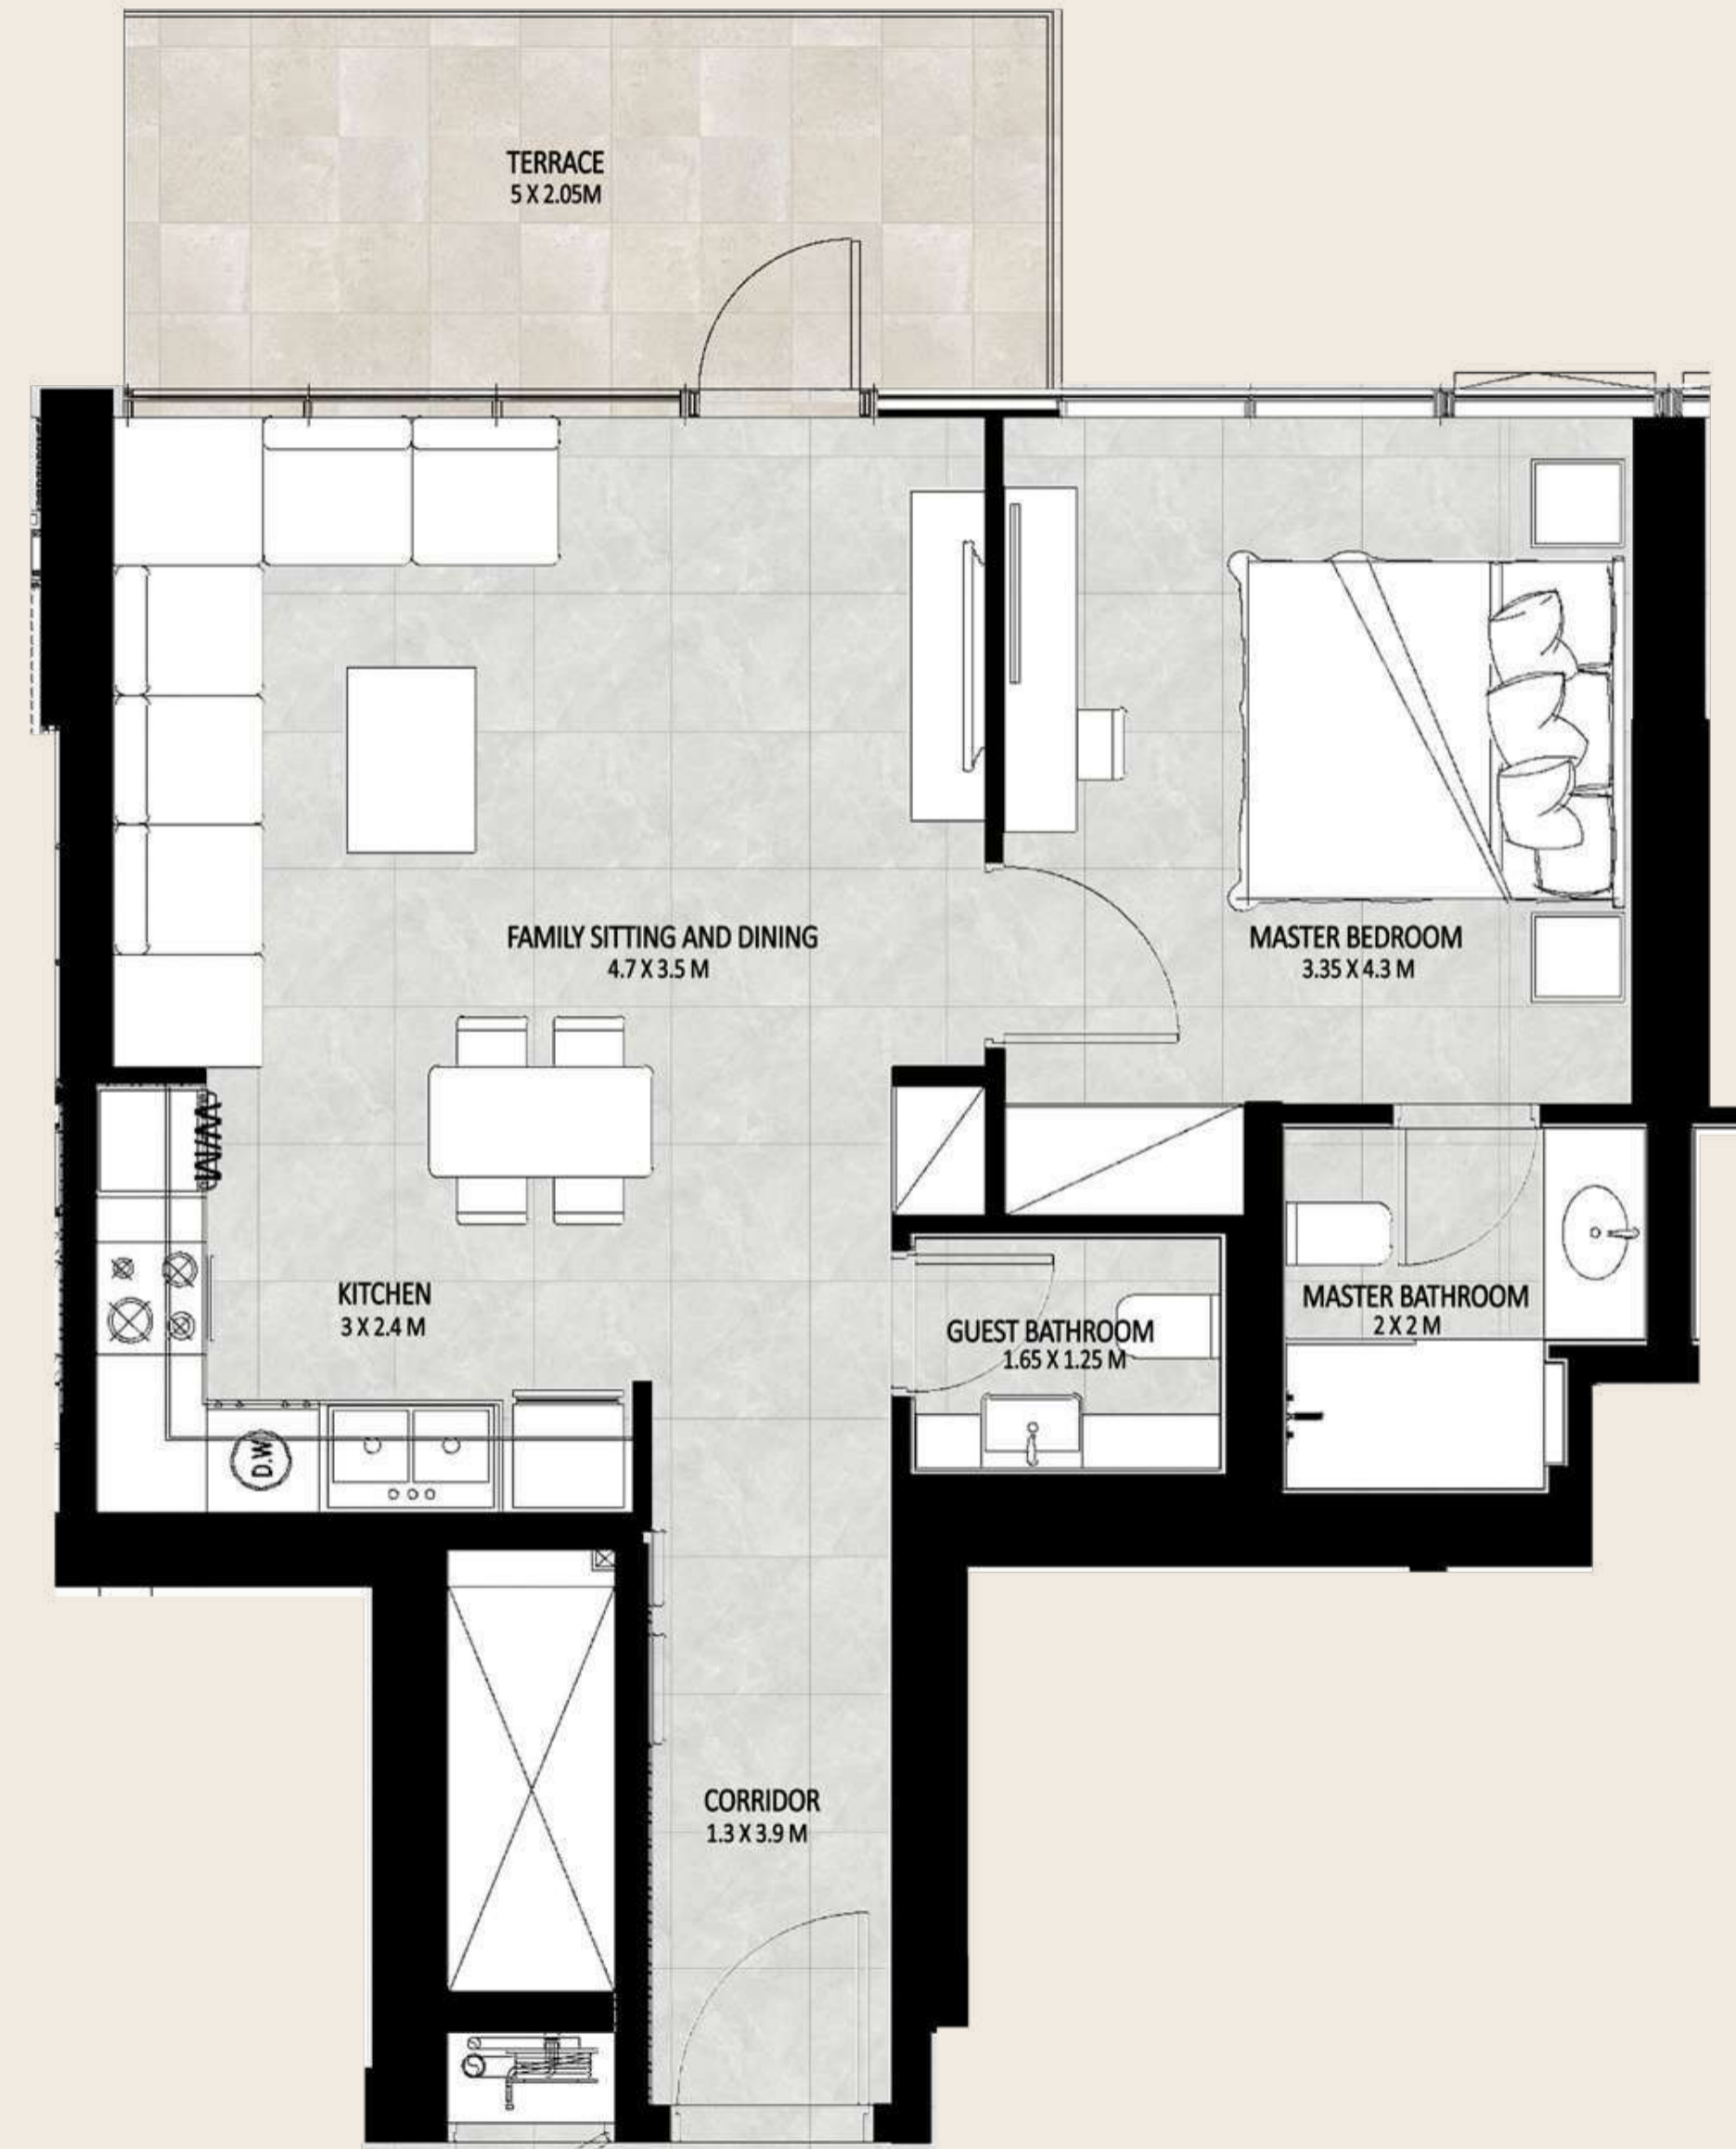 TERRACE
5 X 2.05M
FAMILY SITTING AND DINING
4.7 X 3.5 M
MASTER BEDROOM
3.35 X 4.3 M
W/M
KITCHEN
3 X 2.4 M
GUEST BATHROOM
1.65 X 1.25 M
MASTER BATHROOM
2 X 2 M
D.W
CORRIDOR
1.3 X 3.9 M